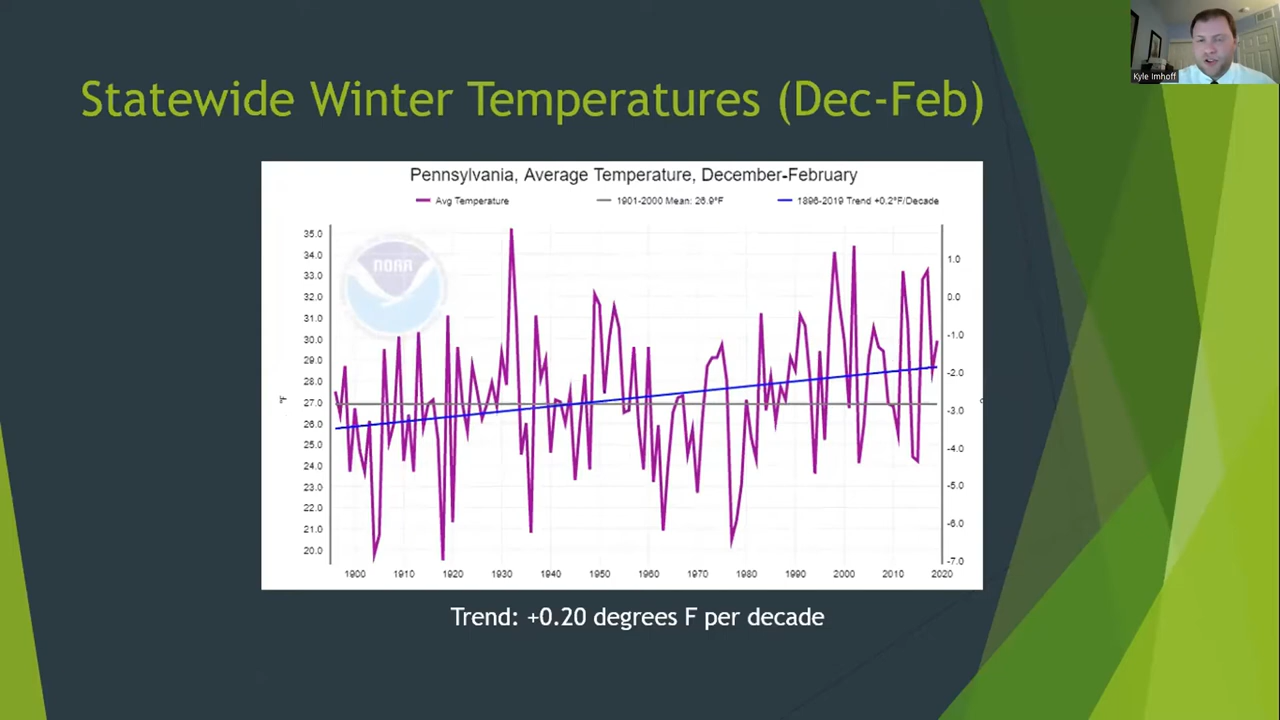 Kyle Imhoff
Statewide Winter Temperatures (Dec-Feb)
Pennsylvania, Average Temperature, December-February
Avg Temperature
1901-2000 Mean: 26.9°F
1896-2019 Trend +0.2°F/Decade
NOAA
35.0
34.0
33.0
32.0
31.0
30.0
29.0
28.0
27.0
26.0
25.0
24.0
23.0
22.0
21.0
20.0
°F
1.0
0.0
-1.0
-2.0
-3.0
-4.0
-5.0
-6.0
-7.0
1900 1910 1920 1930 1940 1950 1960 1970 1980 1990 2000 2010 2020
Trend: +0.20 degrees F per decade